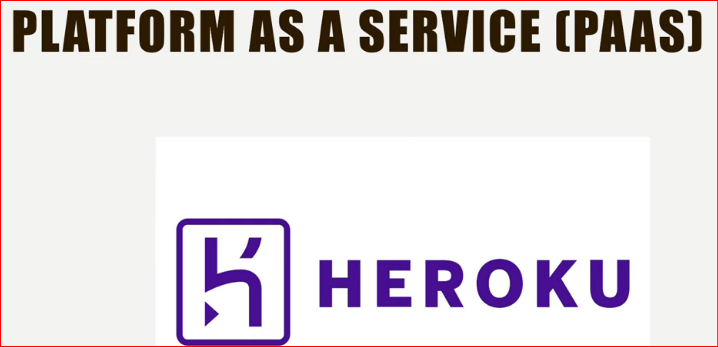 PLATFORM AS A SERVICE (PAAS)
HEROKU